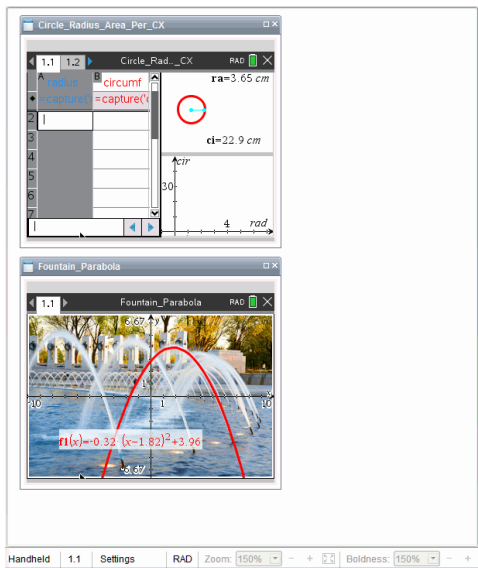 Circle_Radius_Area_Per_CX
1.1 1.2 Circle_Rad.._CX RAD
A radius B circumf
=capture( =capture('c
2
3
4
5
6
7
ra=3.65 cm
ci=22.9 cm
cir
30
4 rad
Fountain_Parabola
1.1 Fountain_Parabola RAD
6.67 y
1
-10 1 10 x
f1(x)=-0.32·(x-1.82)²+3.96
-6.67
Handheld 1.1 Settings RAD Zoom: 150% - + Boldness: 150% - +